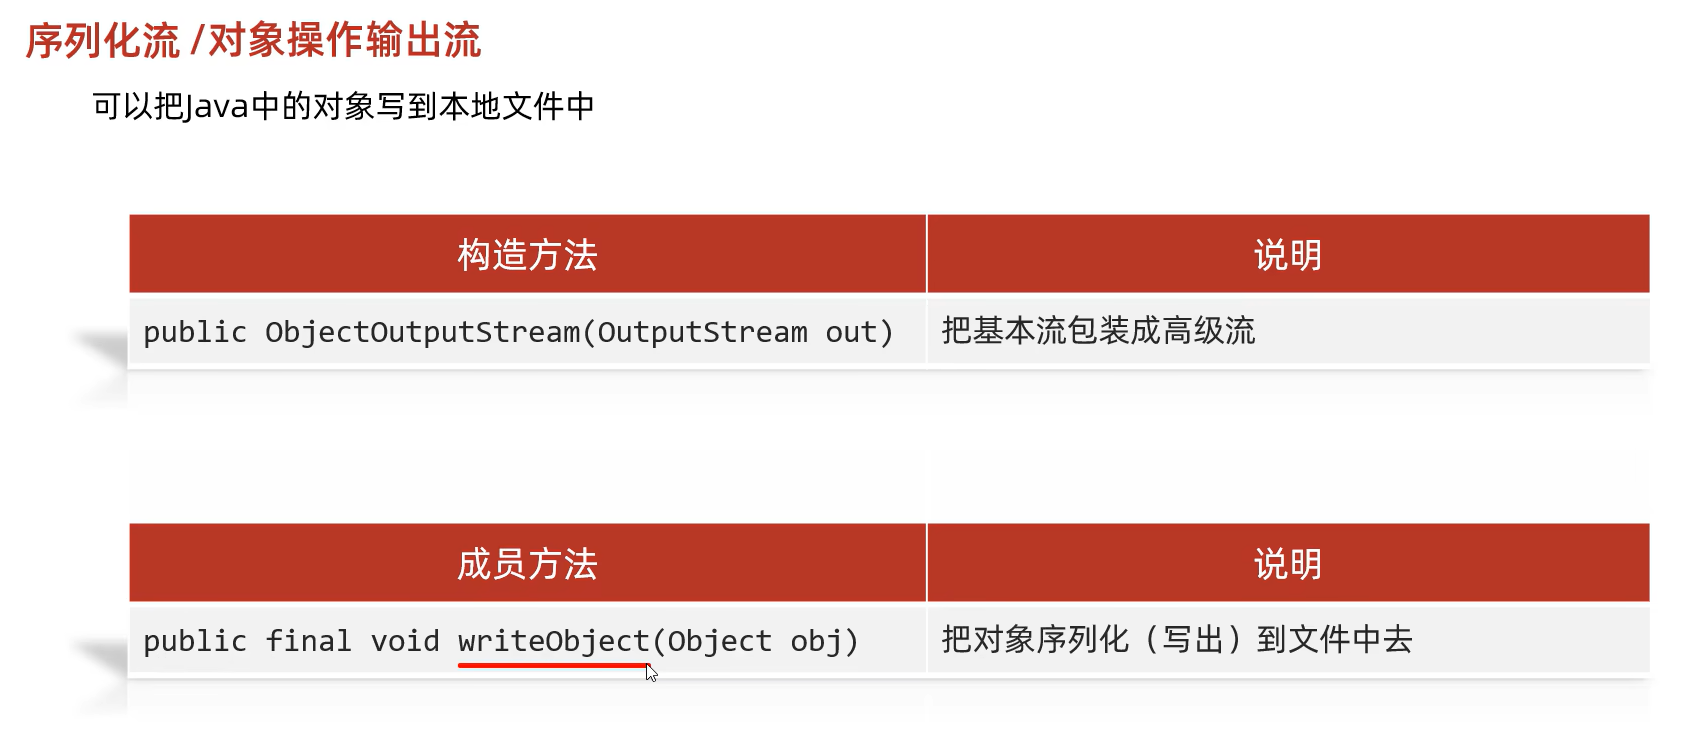 序列化流 /对象操作输出流
可以把Java中的对象写到本地文件中
构造方法 说明
public ObjectOutputStream(OutputStream out) 把基本流包装成高级流
成员方法 说明
public final void writeObject(Object obj) 把对象序列化（写出）到文件中去